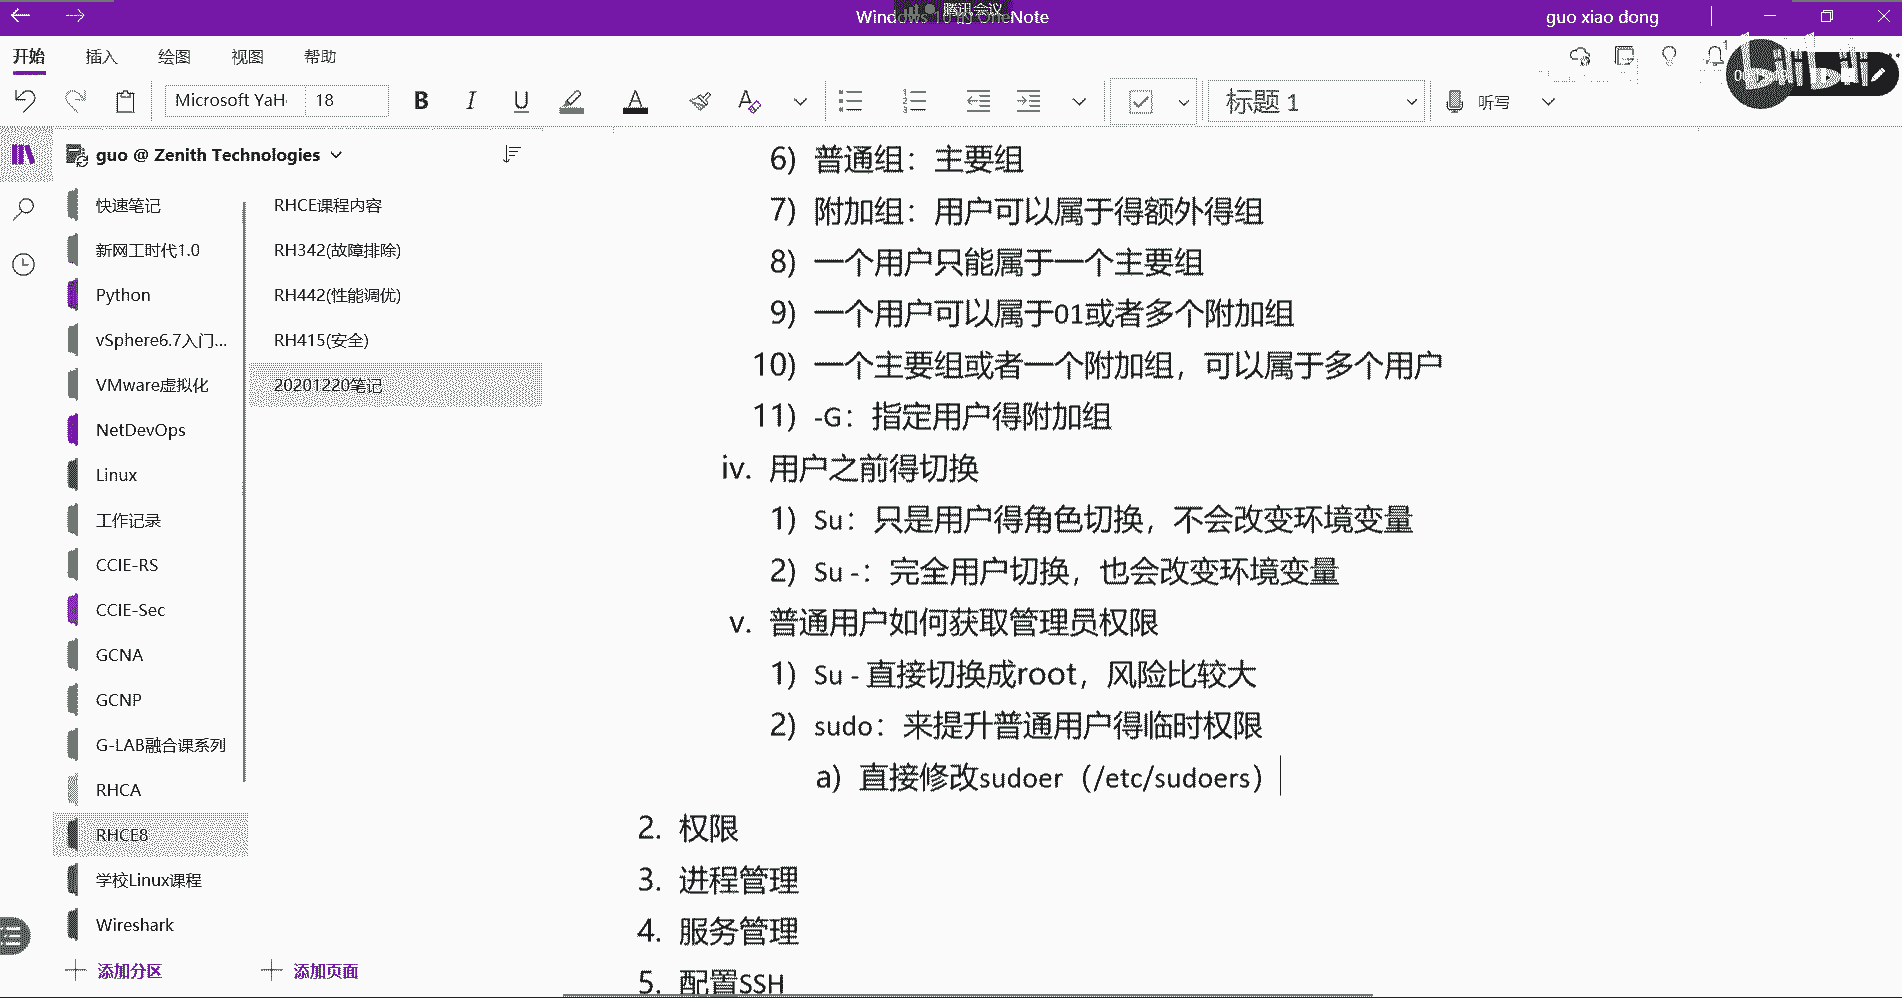 腾讯会议
Windows 10 的 OneNote
guo xiao dong
开始 插入 绘图 视图 帮助
Microsoft YaH 18 B I U A 标题 1 听写
guo @ Zenith Technologies
快速笔记
新网工时代1.0
Python
vSphere6.7入门...
VMware虚拟化
NetDevOps
Linux
工作记录
CCIE-RS
CCIE-Sec
GCNA
GCNP
G-LAB融合课系列
RHCA
RHCE8
学校Linux课程
Wireshark
添加分区
RHCE课程内容
RH342(故障排除)
RH442(性能调优)
RH415(安全)
20201220笔记
添加页面
6) 普通组：主要组
7) 附加组：用户可以属于得额外得组
8) 一个用户只能属于一个主要组
9) 一个用户可以属于01或者多个附加组
10) 一个主要组或者一个附加组，可以属于多个用户
11) -G：指定用户得附加组
iv. 用户之前得切换
1) Su：只是用户得角色切换，不会改变环境变量
2) Su -：完全用户切换，也会改变环境变量
v. 普通用户如何获取管理员权限
1) Su - 直接切换成root，风险比较大
2) sudo：来提升普通用户得临时权限
a) 直接修改sudoer（/etc/sudoers）
2. 权限
3. 进程管理
4. 服务管理
5. 配置SSH